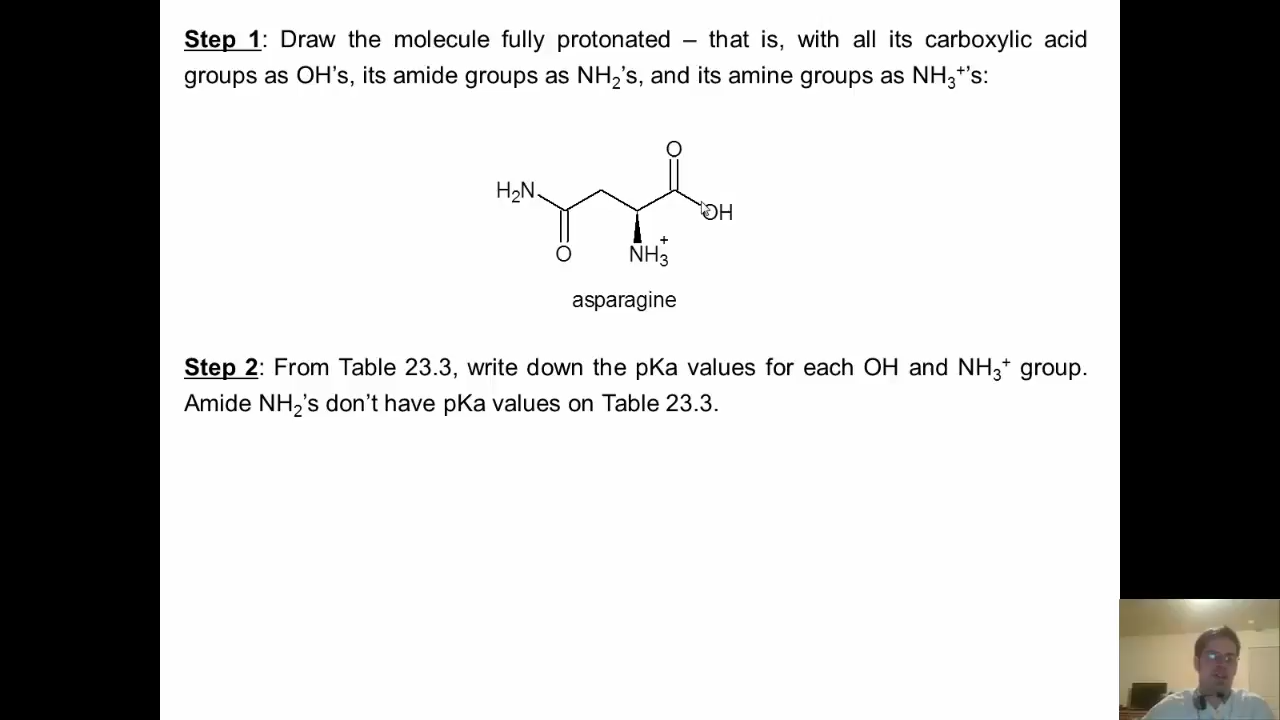 Step 1: Draw the molecule fully protonated – that is, with all its carboxylic acid
groups as OH's, its amide groups as NH₂'s, and its amine groups as NH₃⁺'s:
O
H₂N
OH
O
NH₃⁺
asparagine
Step 2: From Table 23.3, write down the pKa values for each OH and NH₃⁺ group.
Amide NH₂'s don't have pKa values on Table 23.3.